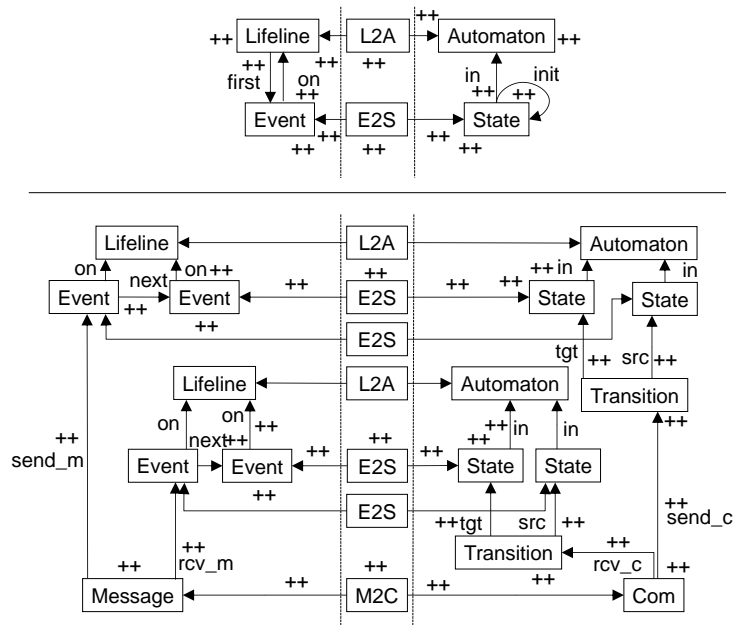 ++ ++
Lifeline L2A Automaton
++ ++ ++ ++ ++
first on in init
++ ++ ++
Event E2S State
++ ++ ++
++ ++ ++
Lifeline L2A Automaton
on next on ++ ++ ++ in in
Event Event ++ E2S ++ State State
++
++ E2S ++
tgt ++ src ++
Lifeline L2A Automaton Transition
++
on on ++ in in
++ next ++ ++ ++ ++
send_m Event Event ++ E2S ++ State State
++ E2S ++
++ tgt src ++ send_c
++ Transition ++
rcv_m ++ ++ ++ rcv_c ++
++ ++
Message M2C Com